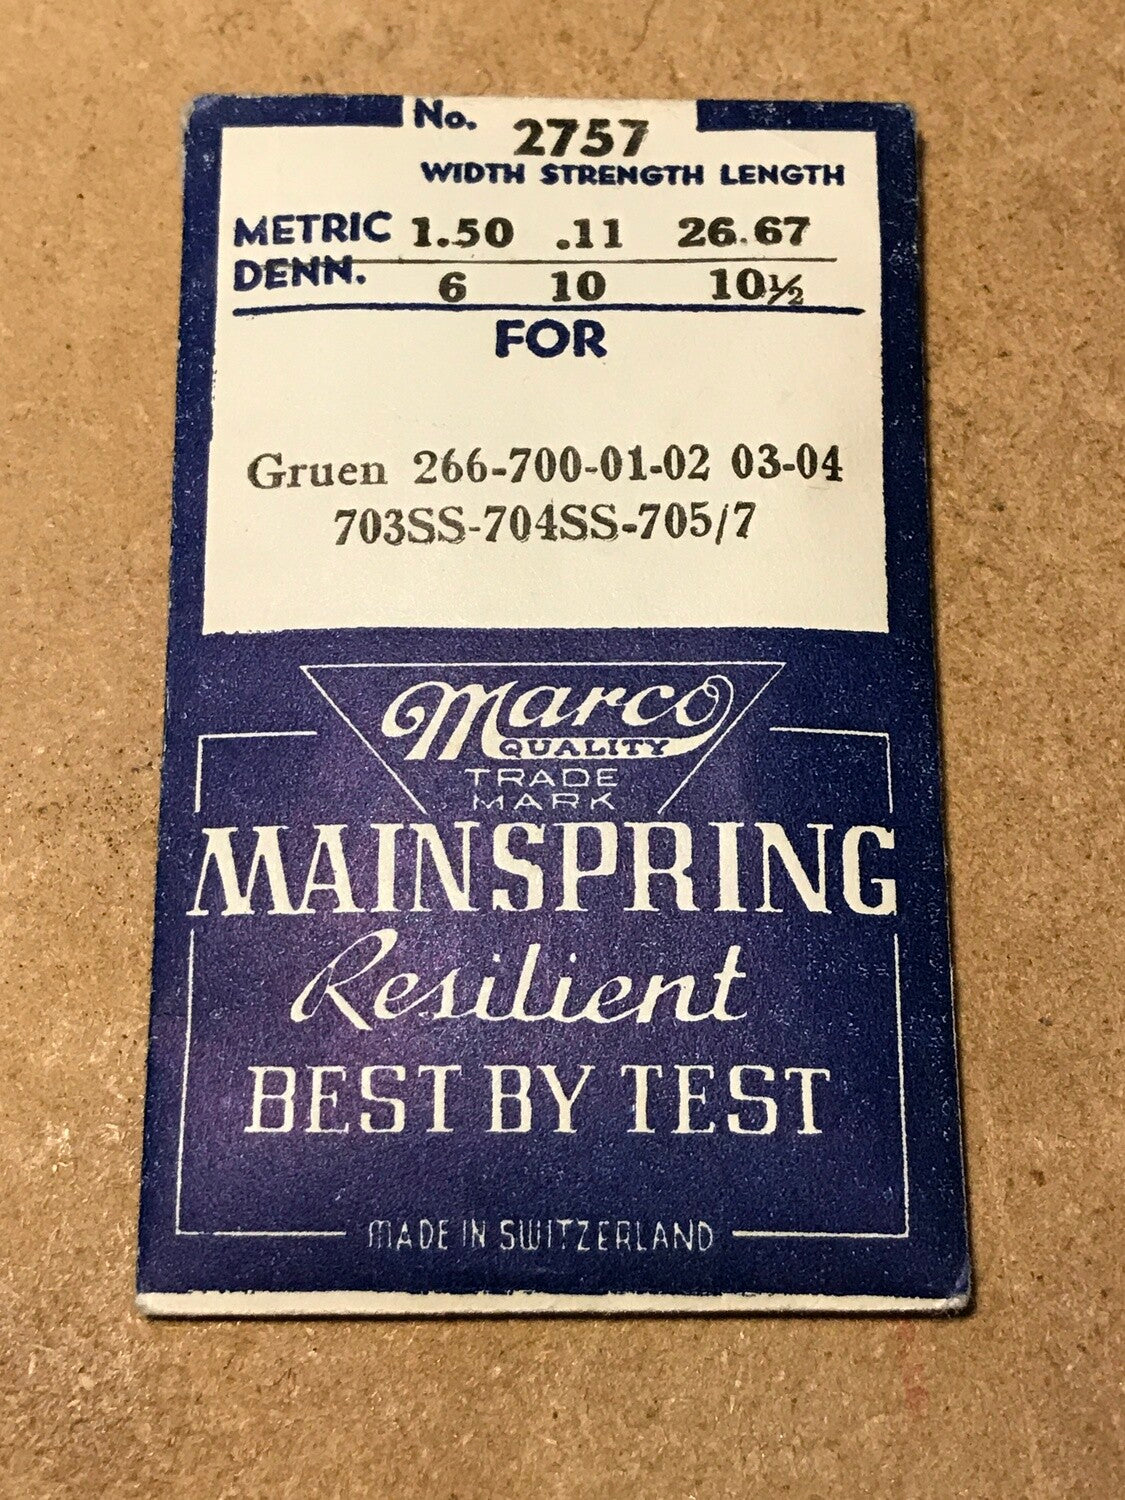 No. 2757
WIDTH STRENGTH LENGTH
METRIC 1.50 .11 26.67
DENN. 6 10 10½
FOR
Gruen 266-700-01-02 03-04
703SS-704SS-705/7
Marco
QUALITY
TRADE
MARK
MAINSPRING
Resilient
BEST BY TEST
MADE IN SWITZERLAND